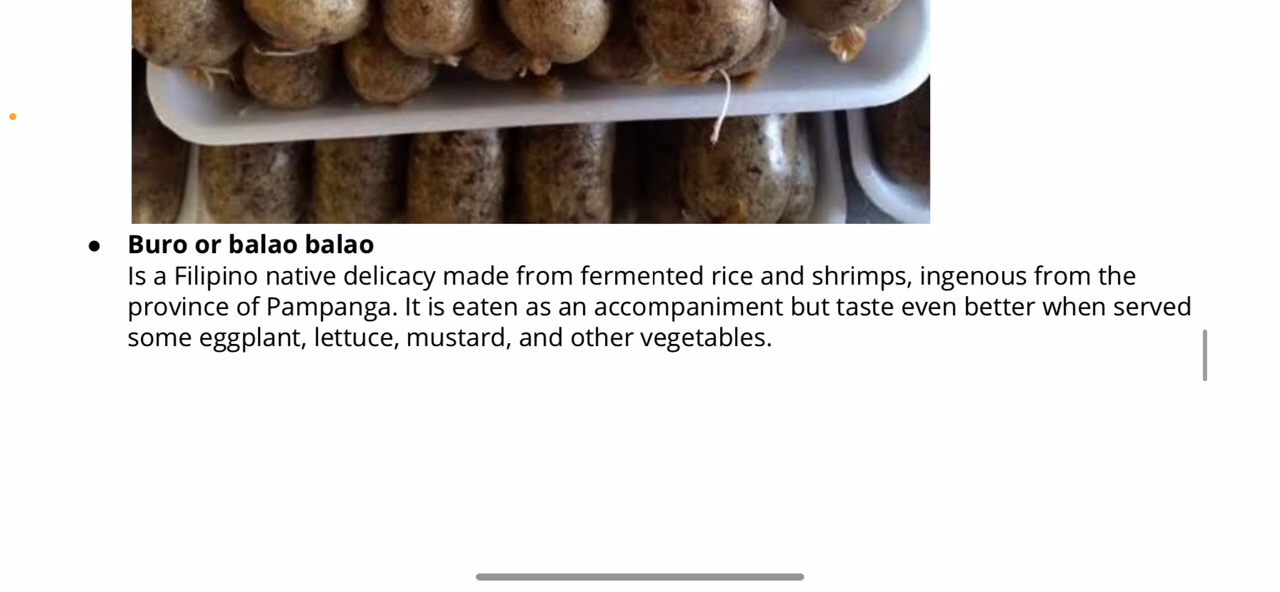 ● Buro or balao balao
Is a Filipino native delicacy made from fermented rice and shrimps, ingenous from the
province of Pampanga. It is eaten as an accompaniment but taste even better when served
some eggplant, lettuce, mustard, and other vegetables.